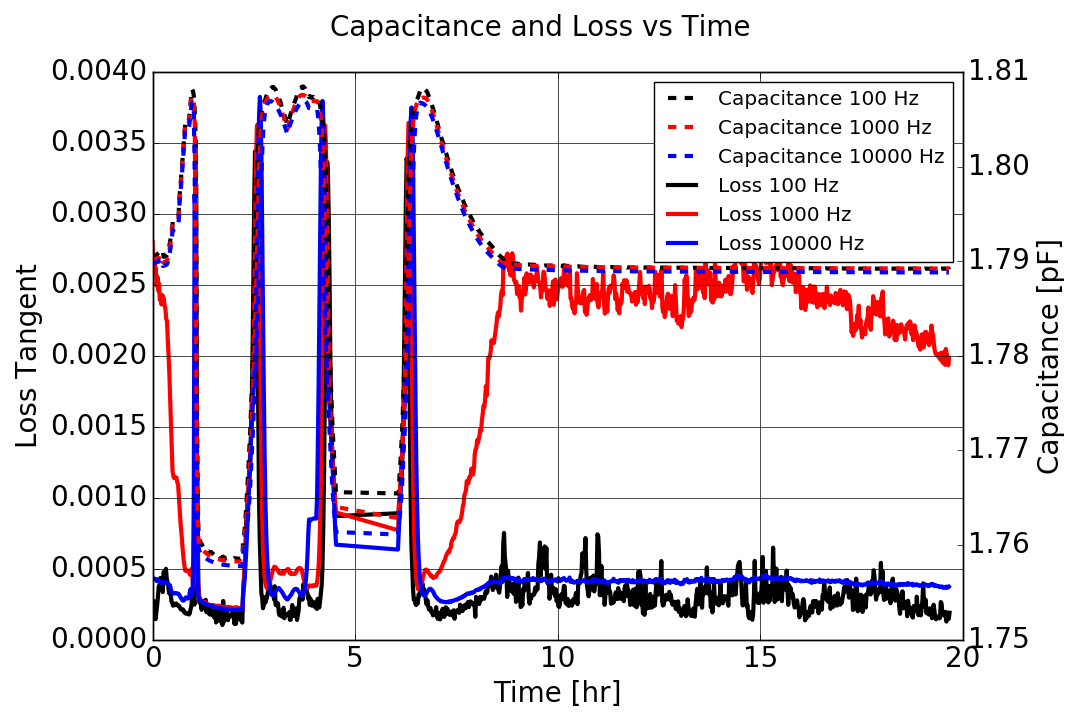 Capacitance and Loss vs Time
0.0040
0.0035
0.0030
0.0025
0.0020
0.0015
0.0010
0.0005
0.0000
Loss Tangent
Capacitance 100 Hz
Capacitance 1000 Hz
Capacitance 10000 Hz
Loss 100 Hz
Loss 1000 Hz
Loss 10000 Hz
1.81
1.80
1.79
1.78
1.77
1.76
1.75
Capacitance [pF]
0 5 10 15 20
Time [hr]